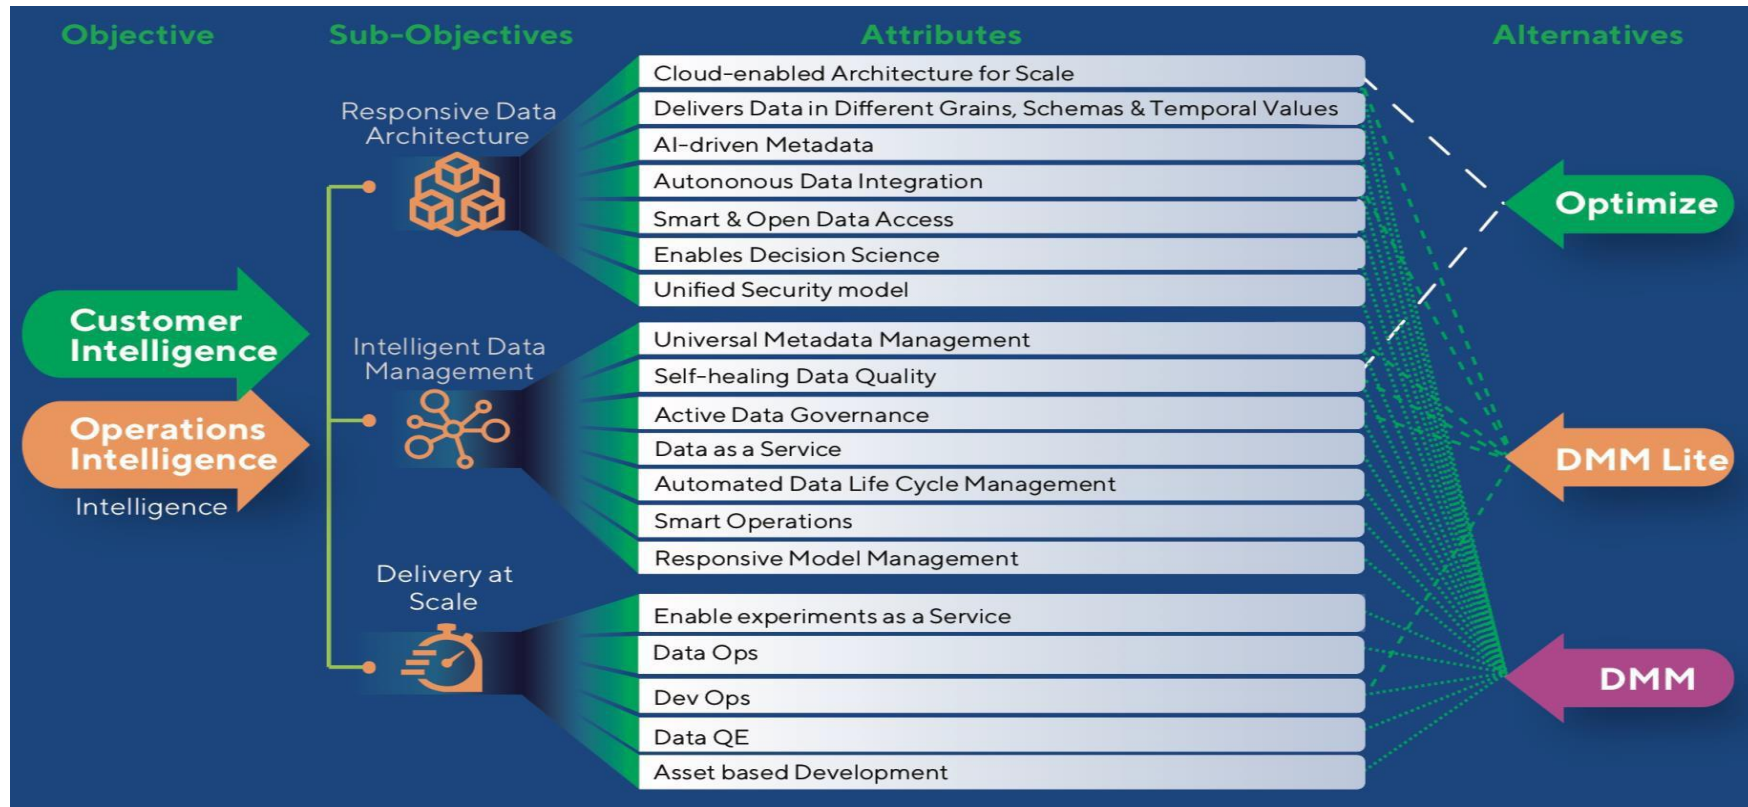 Objective
Sub-Objectives
Attributes
Alternatives
Customer
Intelligence
Operations
Intelligence
Intelligence
Responsive Data
Architecture
Cloud-enabled Architecture for Scale
Delivers Data in Different Grains, Schemas & Temporal Values
AI-driven Metadata
Autononous Data Integration
Smart & Open Data Access
Enables Decision Science
Unified Security model
Intelligent Data
Management
Universal Metadata Management
Self-healing Data Quality
Active Data Governance
Data as a Service
Automated Data Life Cycle Management
Smart Operations
Responsive Model Management
Delivery at
Scale
Enable experiments as a Service
Data Ops
Dev Ops
Data QE
Asset based Development
Optimize
DMM Lite
DMM